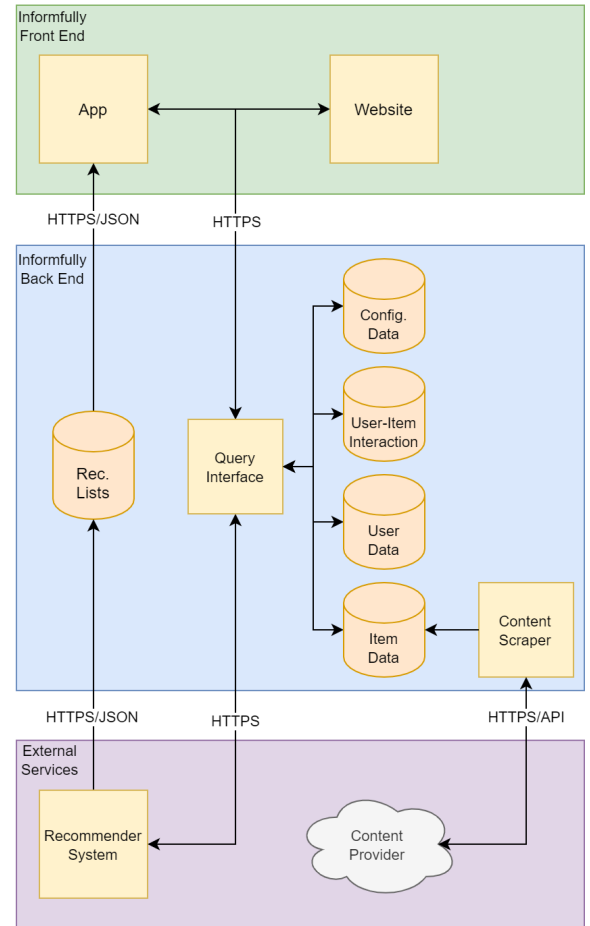 Informfully
Front End
App
Website
HTTPS/JSON
HTTPS
Informfully
Back End
Config.
Data
User-Item
Interaction
Query
Interface
Rec.
Lists
User
Data
Item
Data
Content
Scraper
HTTPS/JSON
HTTPS
HTTPS/API
External
Services
Recommender
System
Content
Provider